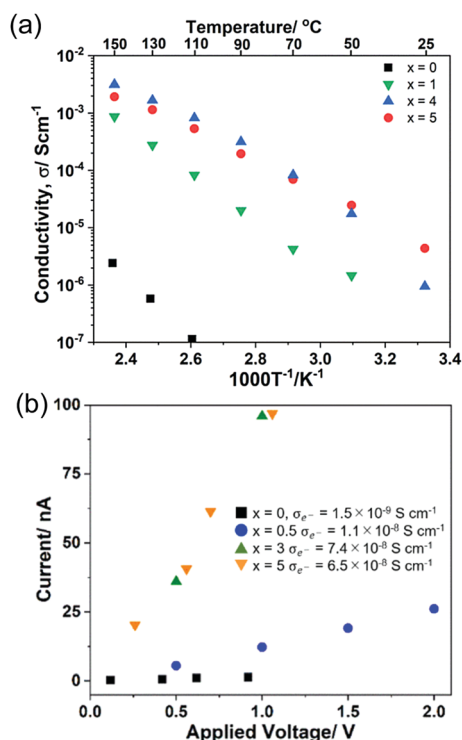 (a)
Temperature/ °C
150 130 110 90 70 50 25
10⁻²
10⁻³
10⁻⁴
10⁻⁵
10⁻⁶
10⁻⁷
Conductivity, σ/ Scm⁻¹
x = 0
x = 1
x = 4
x = 5
2.4 2.6 2.8 3.0 3.2 3.4
1000T⁻¹/K⁻¹
(b)
100
75
50
25
0
Current/ nA
x = 0, σₑ₋ = 1.5 × 10⁻⁹ S cm⁻¹
x = 0.5 σₑ₋ = 1.1 × 10⁻⁸ S cm⁻¹
x = 3 σₑ₋ = 7.4 × 10⁻⁸ S cm⁻¹
x = 5 σₑ₋ = 6.5 × 10⁻⁸ S cm⁻¹
0.0 0.5 1.0 1.5 2.0
Applied Voltage/ V